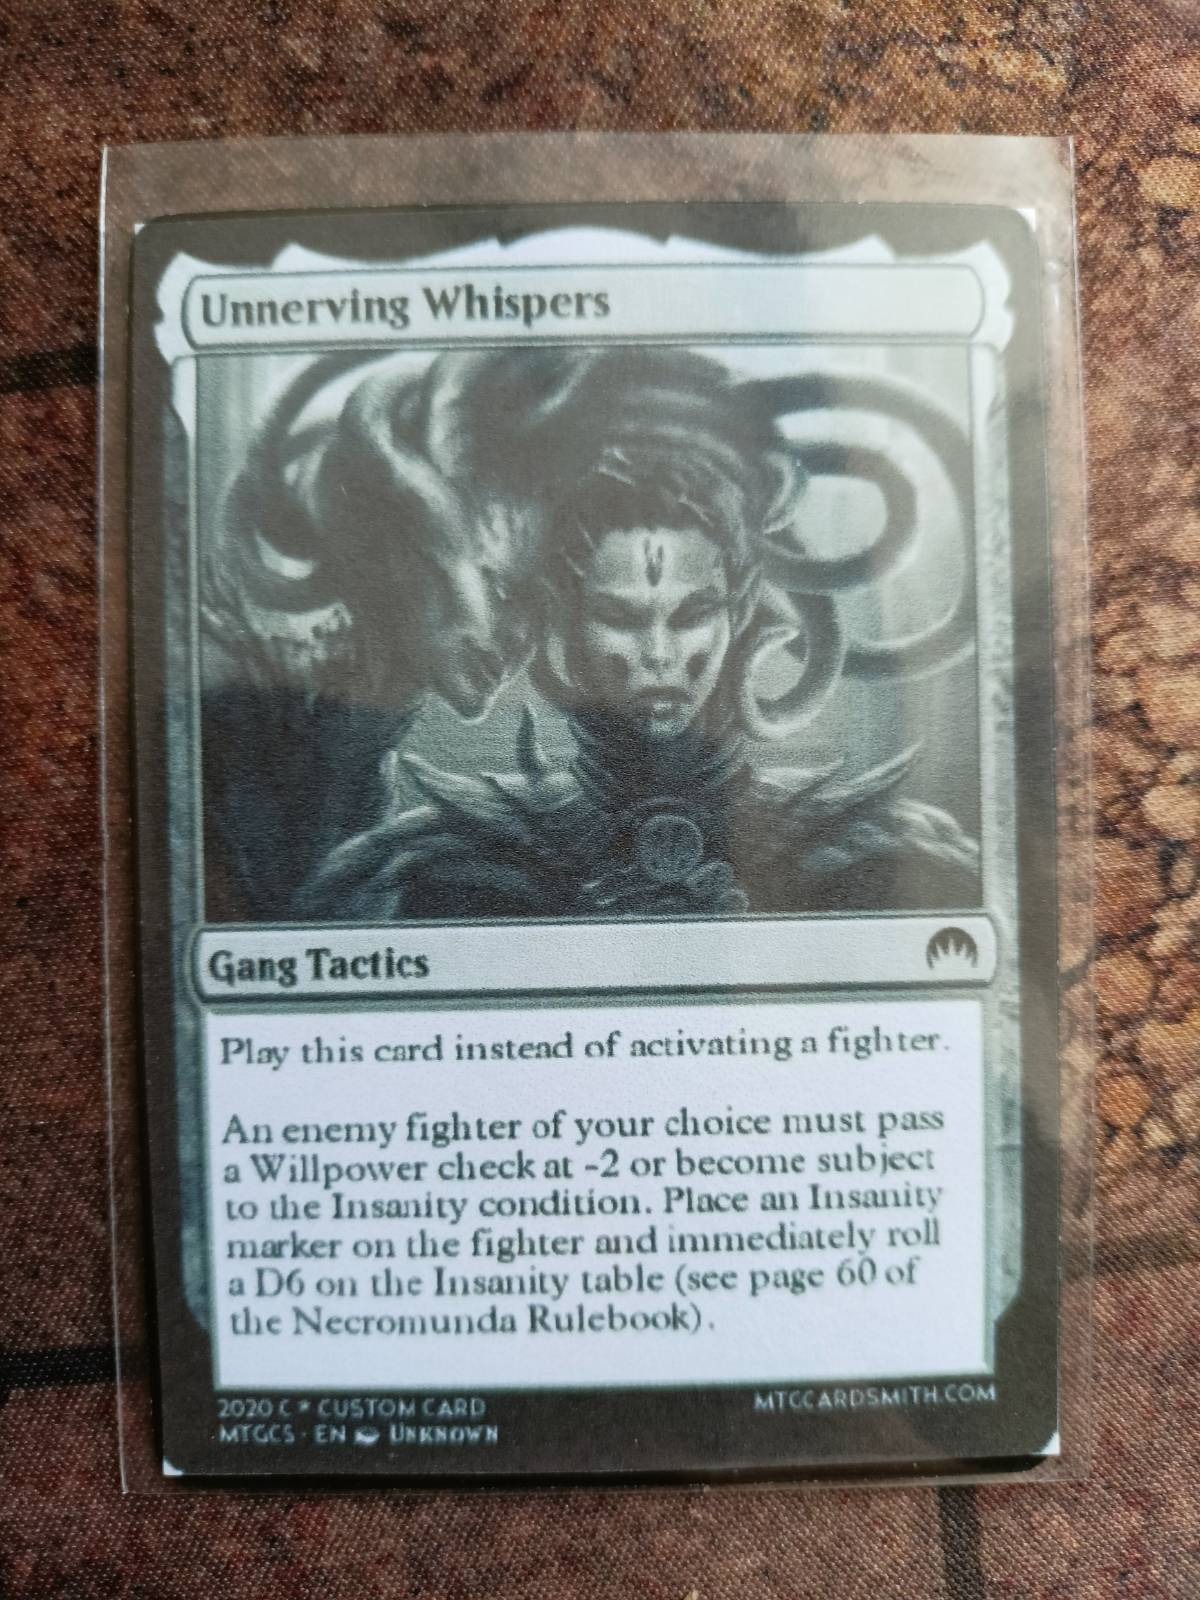 Unnerving Whispers
Gang Tactics
Play this card instead of activating a fighter.
An enemy fighter of your choice must pass
a Willpower check at -2 or become subject
to the Insanity condition. Place an Insanity
marker on the fighter and immediately roll
a D6 on the Insanity table (see page 60 of
the Necromunda Rulebook).
2020 C * CUSTOM CARD
MTGCS · EN UNKNOWN
MTGCARDSMITH.COM